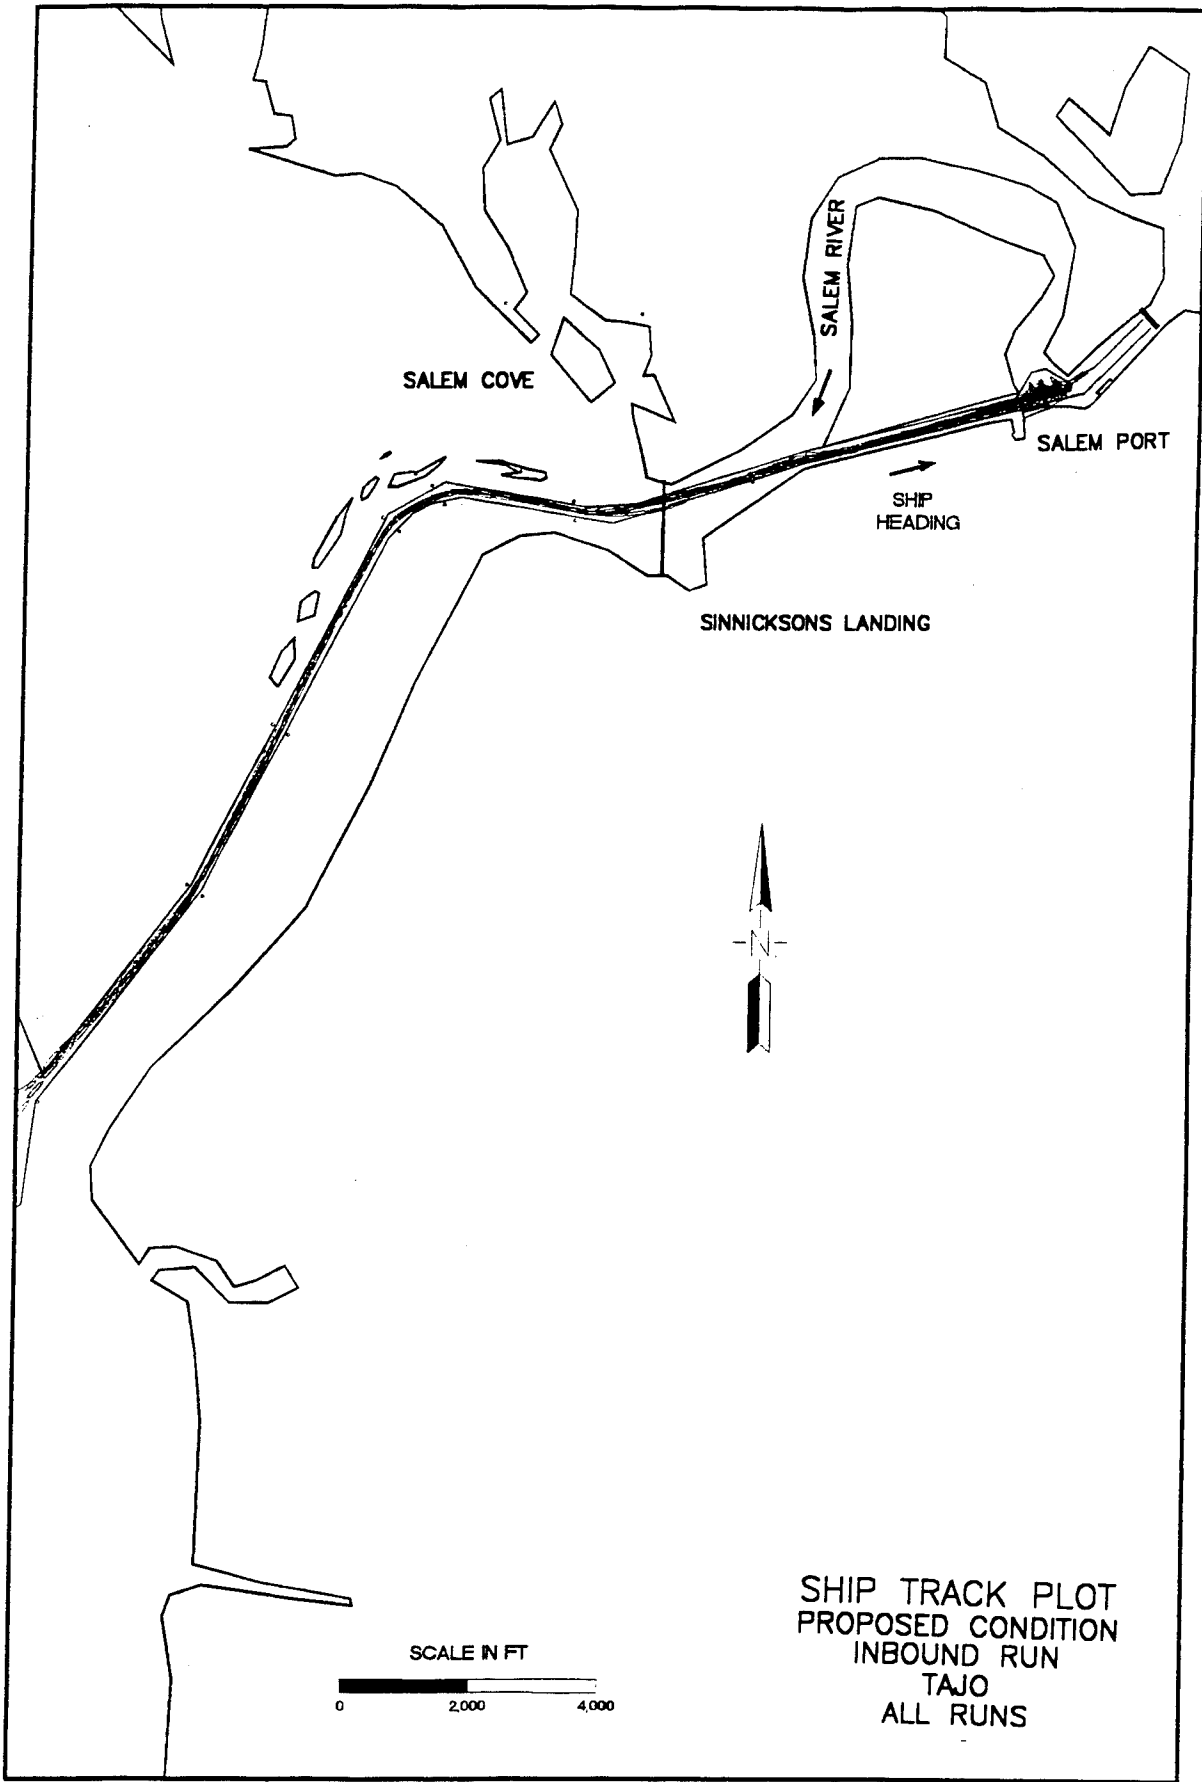 SALEM RIVER
SALEM COVE
SALEM PORT
SHIP
HEADING
SINNICKSONS LANDING
N
SHIP TRACK PLOT
PROPOSED CONDITION
INBOUND RUN
TAJO
ALL RUNS
SCALE IN FT
0 2,000 4,000